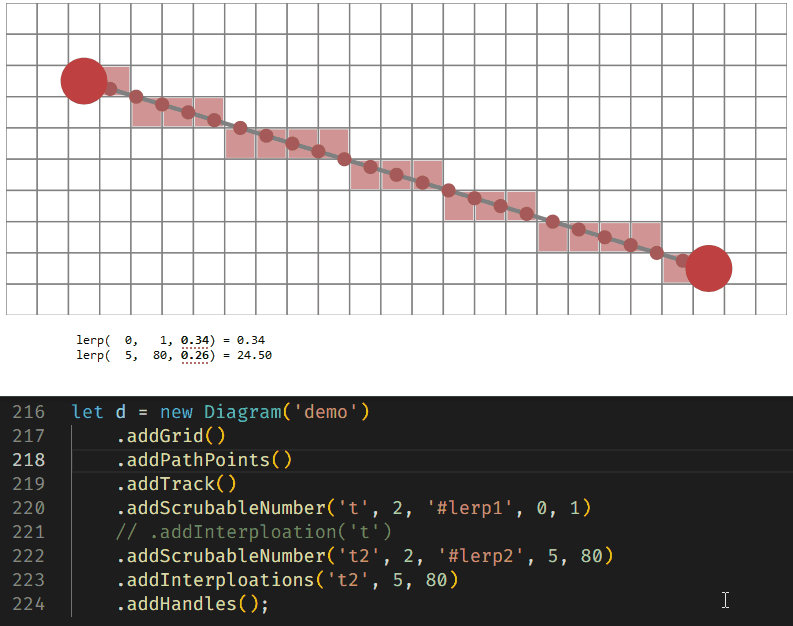 lerp(  0,   1, 0.34) = 0.34
lerp(  5,  80, 0.26) = 24.50
216 let d = new Diagram('demo')
217     .addGrid()
218     .addPathPoints()
219     .addTrack()
220     .addScrubableNumber('t', 2, '#lerp1', 0, 1)
221     // .addInterploation('t')
222     .addScrubableNumber('t2', 2, '#lerp2', 5, 80)
223     .addInterploations('t2', 5, 80)
224     .addHandles();